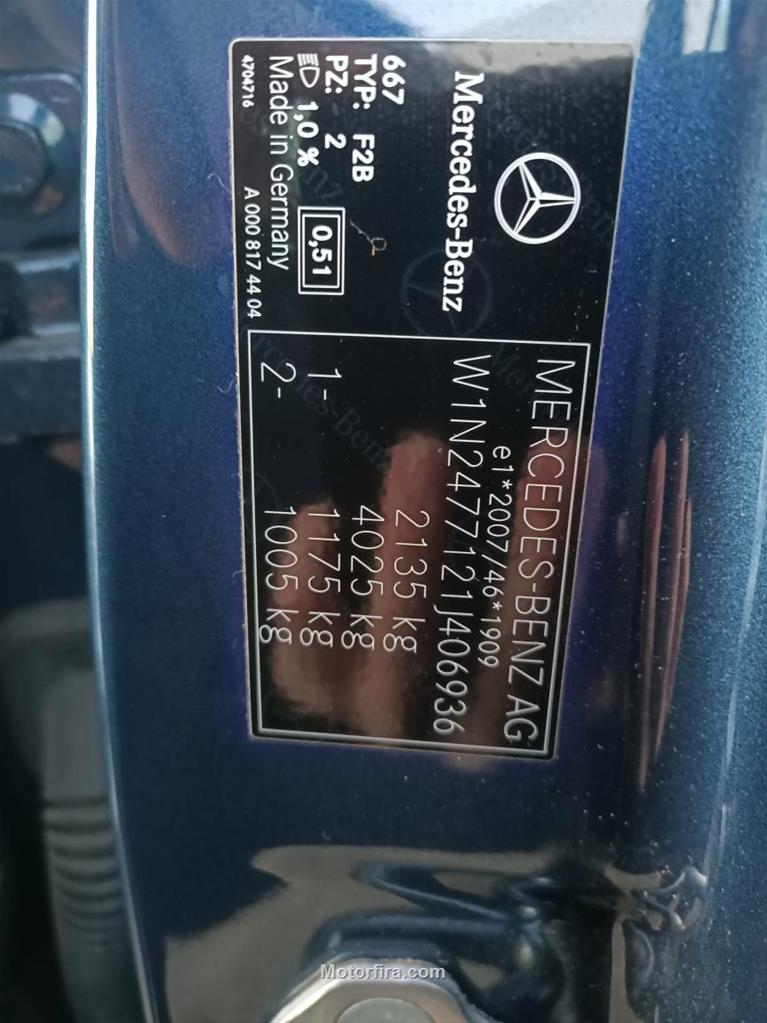 Mercedes-Benz
667
TYP: F2B
PZ: 2
1,0 %
0,51
Made in Germany
4704716
A 000 817 44 04
MERCEDES-BENZ AG
e1*2007/46*1909
W1N2477121J406936
2135 kg
4025 kg
1- 1175 kg
2- 1005 kg
Motorfira.com